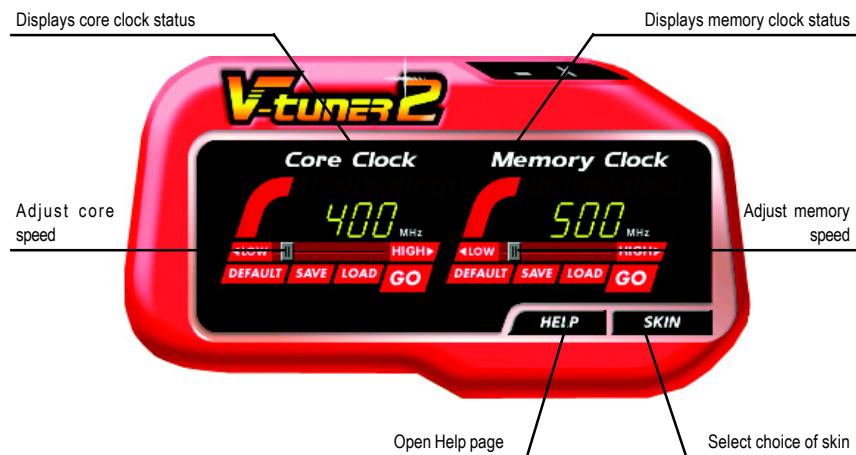 Displays core clock status
Displays memory clock status
V-tuner 2
Core Clock
Memory Clock
Adjust core speed
400 MHz
500 MHz
Adjust memory speed
LOW HIGH
LOW HIGH
DEFAULT SAVE LOAD GO
DEFAULT SAVE LOAD GO
HELP SKIN
Open Help page
Select choice of skin